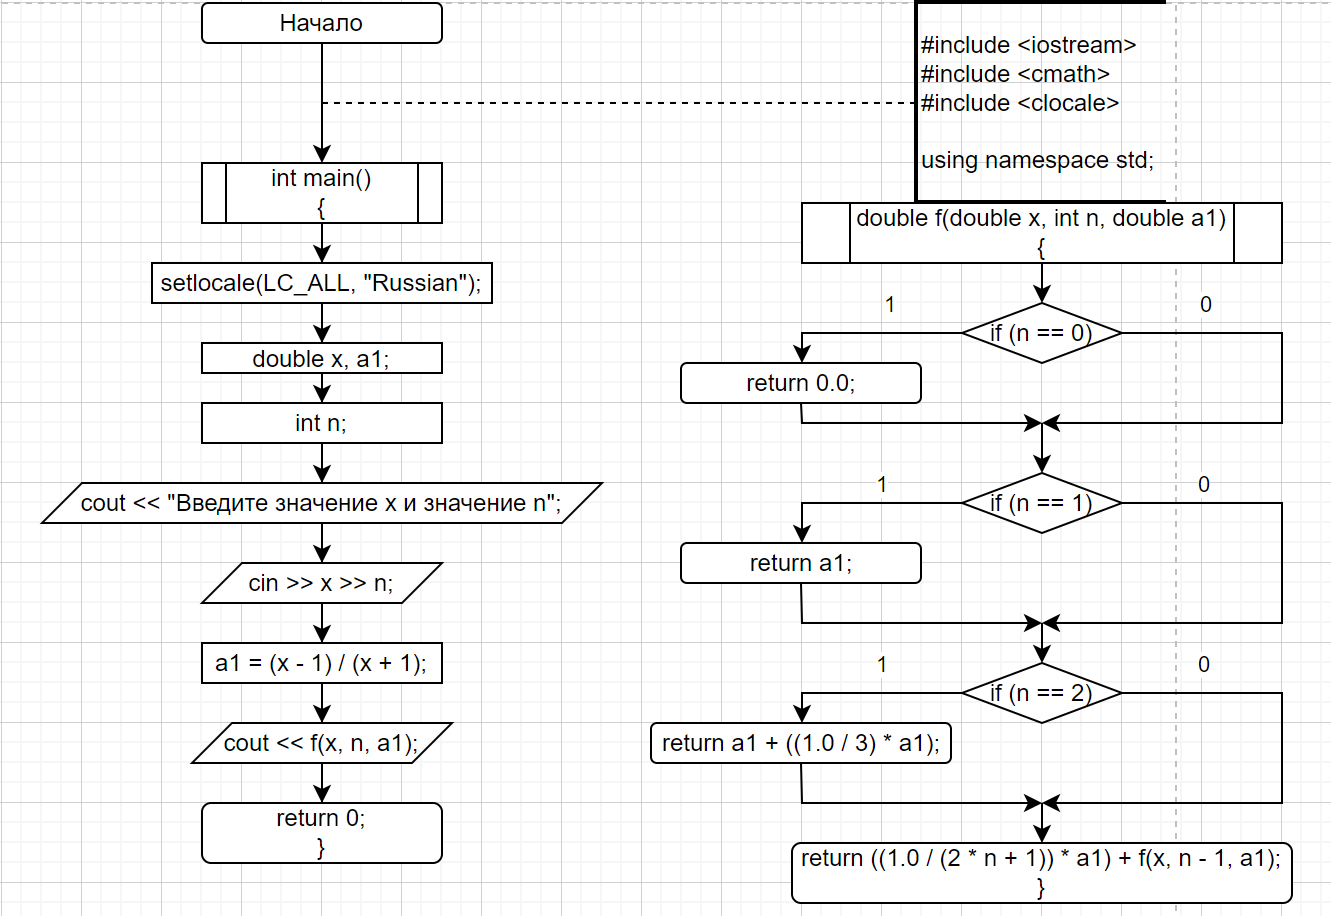 Начало
int main()
{
setlocale(LC_ALL, "Russian");
double x, a1;
int n;
cout << "Введите значение x и значение n";
cin >> x >> n;
a1 = (x - 1) / (x + 1);
cout << f(x, n, a1);
return 0;
}
#include <iostream>
#include <cmath>
#include <clocale>
using namespace std;
double f(double x, int n, double a1)
{
1
0
if (n == 0)
return 0.0;
1
0
if (n == 1)
return a1;
1
0
if (n == 2)
return a1 + ((1.0 / 3) * a1);
return ((1.0 / (2 * n + 1)) * a1) + f(x, n - 1, a1);
}